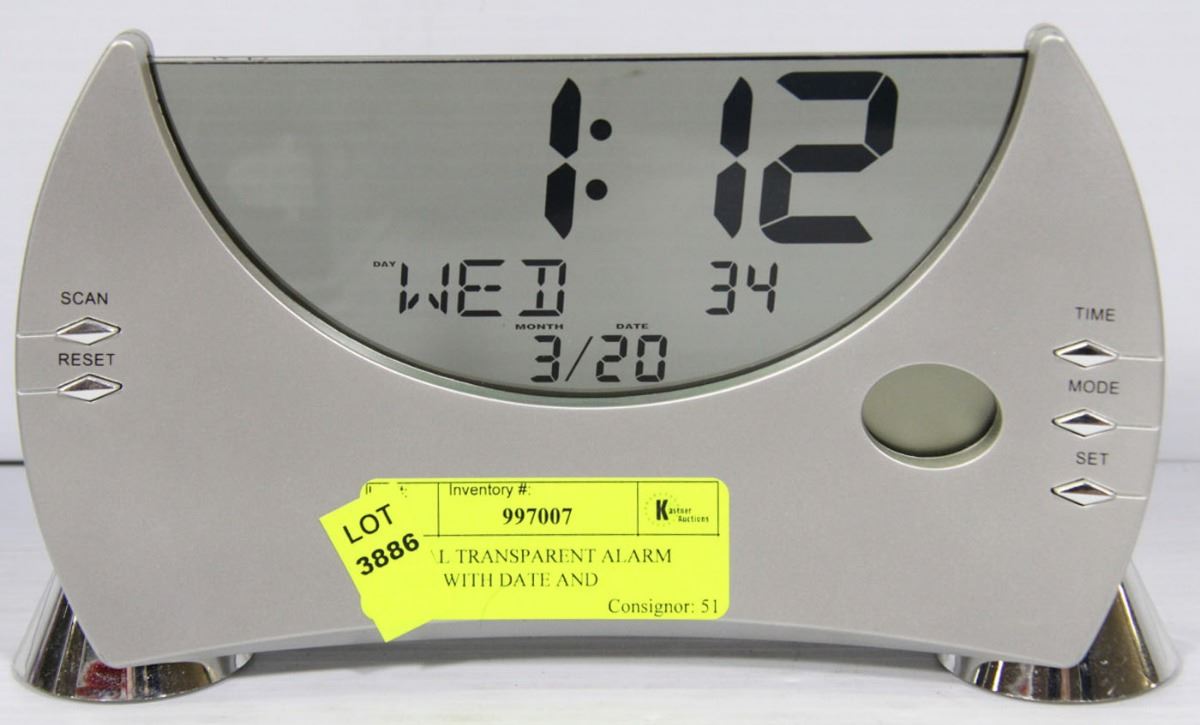 1:12
DAY WED 34
MONTH DATE
3/20
SCAN
RESET
TIME
MODE
SET
Inventory #:
997007
Kastner
Auctions
LOT
3886
AL TRANSPARENT ALARM
WITH DATE AND
Consignor: 51